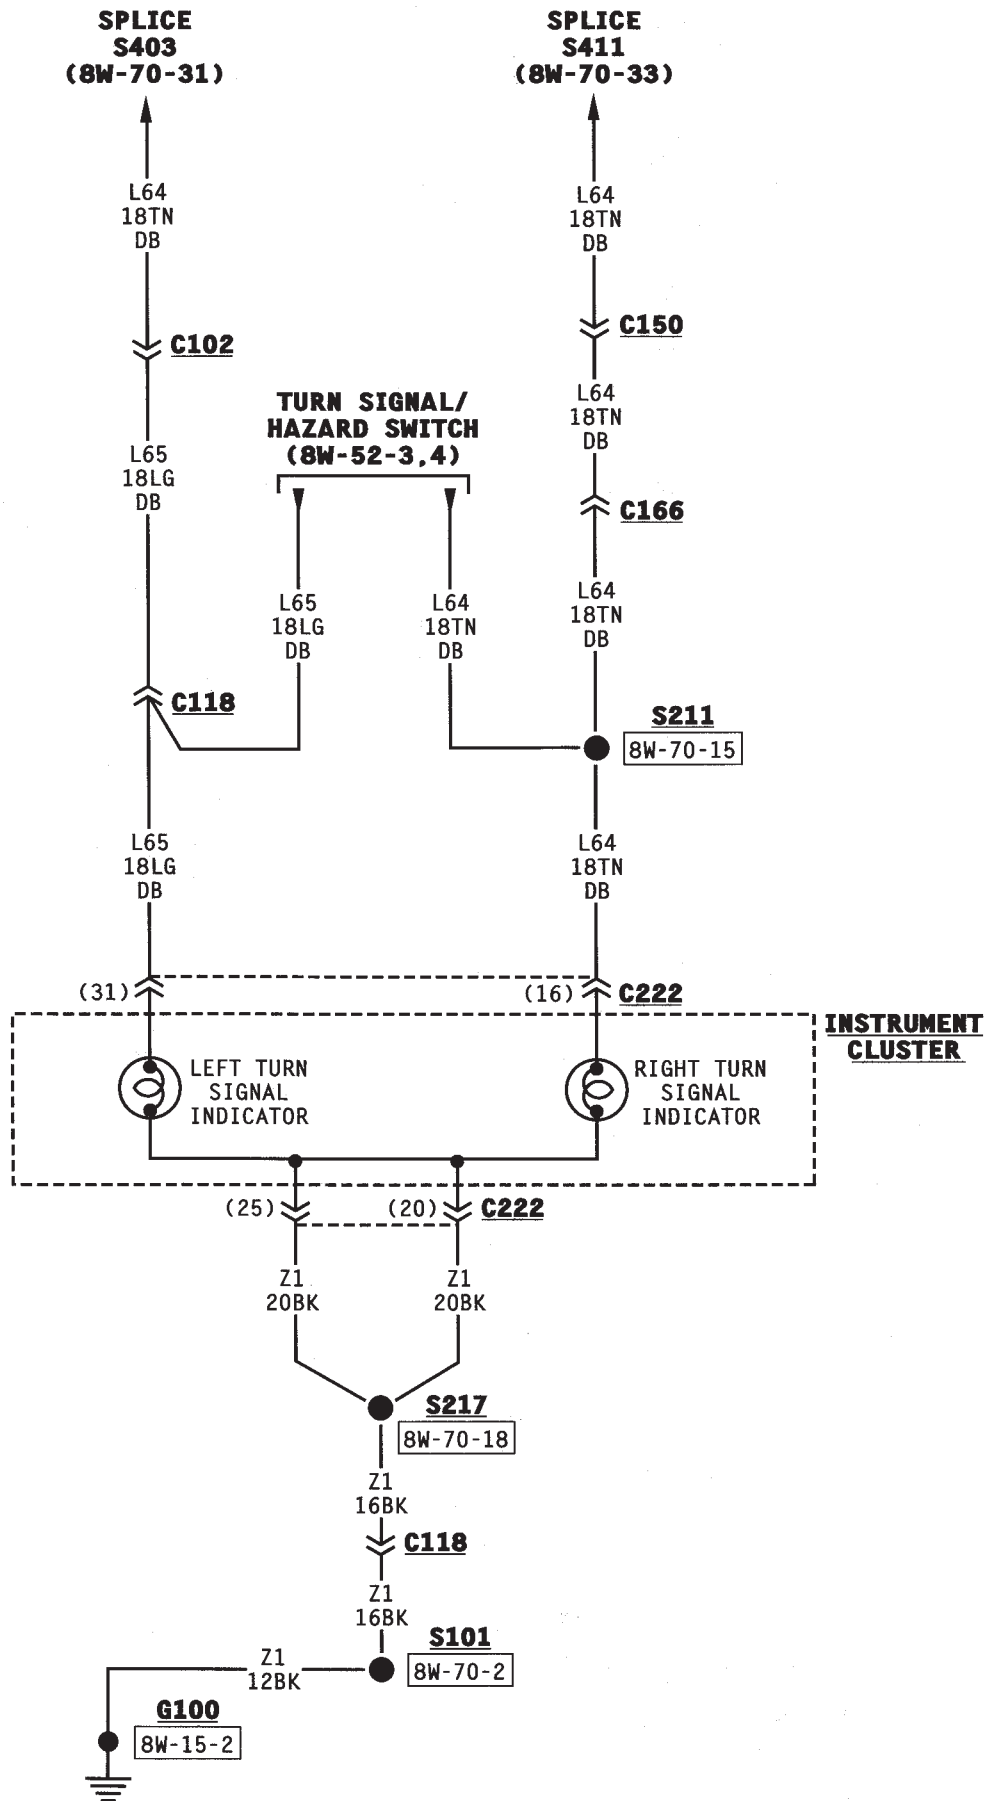 SPLICE
S403
(8W-70-31)
SPLICE
S411
(8W-70-33)
L64
18TN
DB
L64
18TN
DB
C102
C150
TURN SIGNAL/
HAZARD SWITCH
(8W-52-3,4)
L64
18TN
DB
L65
18LG
DB
C166
L65
18LG
DB
L64
18TN
DB
L64
18TN
DB
C118
S211
8W-70-15
L65
18LG
DB
L64
18TN
DB
(31)
(16)
C222
INSTRUMENT
CLUSTER
LEFT TURN
SIGNAL
INDICATOR
RIGHT TURN
SIGNAL
INDICATOR
(25)
(20)
C222
Z1
20BK
Z1
20BK
S217
8W-70-18
Z1
16BK
C118
Z1
16BK
S101
8W-70-2
Z1
12BK
G100
8W-15-2